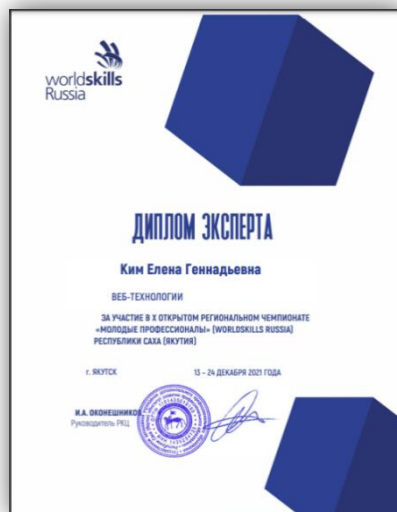 worldskills
Russia
ДИПЛОМ ЭКСПЕРТА
Ким Елена Геннадьевна
ВЕБ-ТЕХНОЛОГИИ
ЗА УЧАСТИЕ В X ОТКРЫТОМ РЕГИОНАЛЬНОМ ЧЕМПИОНАТЕ
«МОЛОДЫЕ ПРОФЕССИОНАЛЫ» (WORLDSKILLS RUSSIA)
РЕСПУБЛИКИ САХА (ЯКУТИЯ)
г. ЯКУТСК 13 – 24 ДЕКАБРЯ 2021 ГОДА
И.А. ОКОНЕШНИКОВ
Руководитель РКЦ